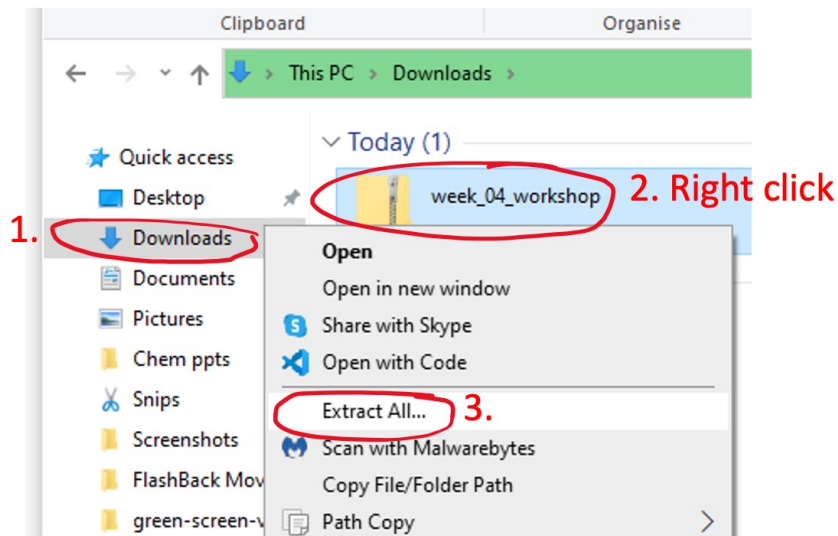 Clipboard
Organise
This PC > Downloads >
Today (1)
Quick access
Desktop
week_04_workshop
2. Right click
1.
Downloads
Documents
Pictures
Chem ppts
Snips
Screenshots
FlashBack Mov
green-screen-v
Open
Open in new window
Share with Skype
Open with Code
Extract All...
3.
Scan with Malwarebytes
Copy File/Folder Path
Path Copy